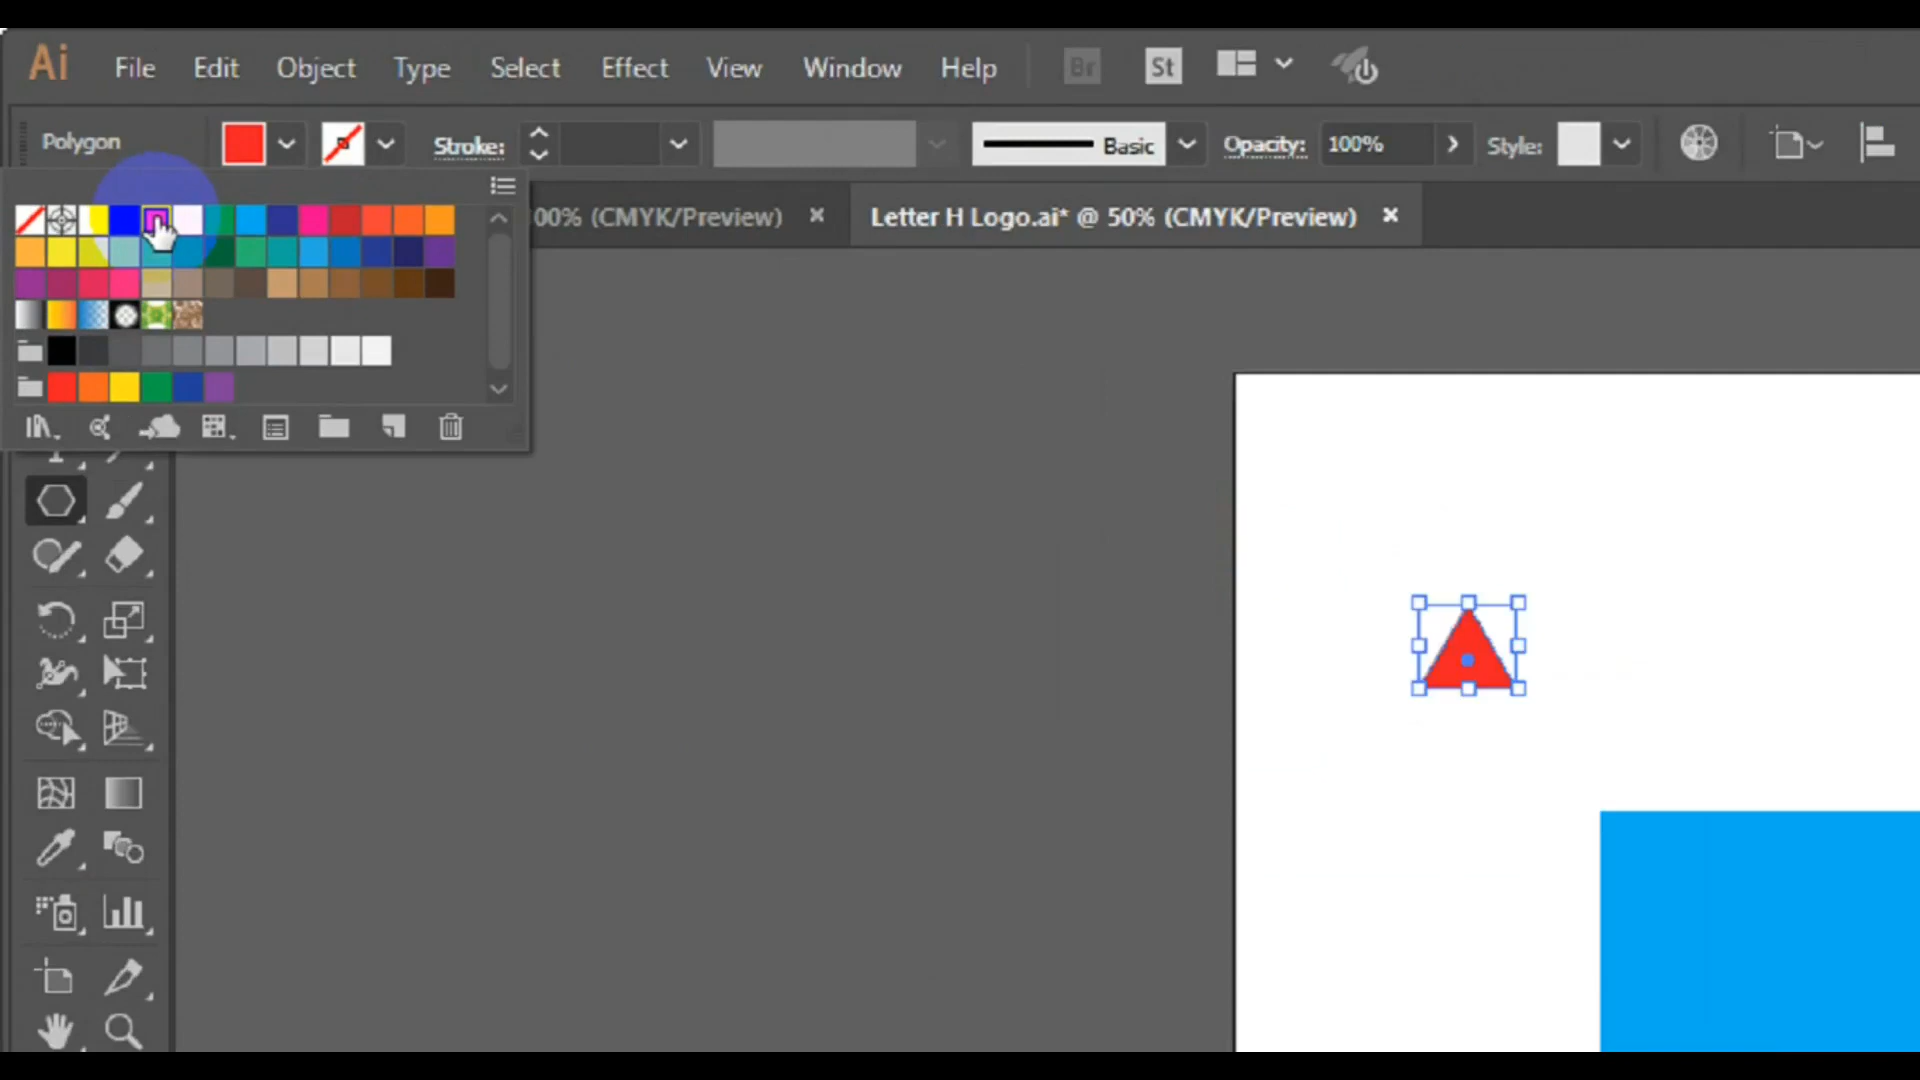 Ai File Edit Object Type Select Effect View Window Help Br St
Polygon Stroke: Basic Opacity: 100% Style:
00% (CMYK/Preview) × Letter H Logo.ai* @ 50% (CMYK/Preview) ×